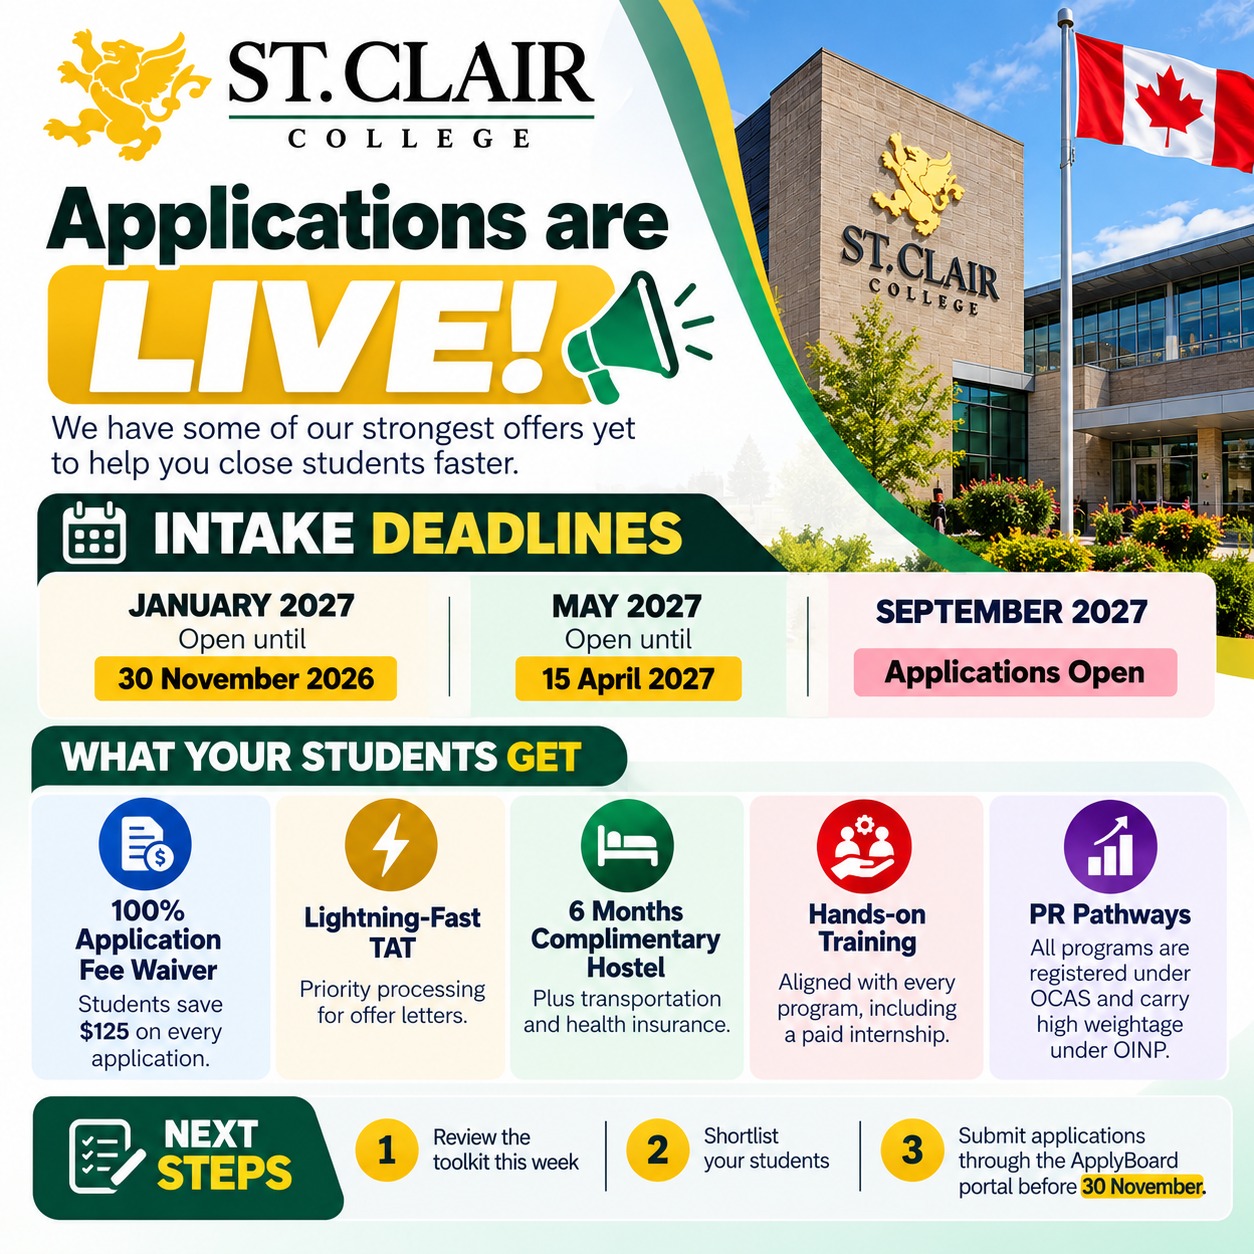 ST. CLAIR
COLLEGE
Applications are
LIVE!
We have some of our strongest offers yet
to help you close students faster.
ST. CLAIR
COLLEGE
INTAKE DEADLINES
JANUARY 2027
Open until
30 November 2026
MAY 2027
Open until
15 April 2027
SEPTEMBER 2027
Applications Open
WHAT YOUR STUDENTS GET
100%
Application
Fee Waiver
Students save
$125 on every
application.
Lightning-Fast
TAT
Priority processing
for offer letters.
6 Months
Complimentary
Hostel
Plus transportation
and health insurance.
Hands-on
Training
Aligned with every
program, including
a paid internship.
PR Pathways
All programs are
registered under
OCAS and carry
high weightage
under OINP.
NEXT
STEPS
1
Review the
toolkit this week
2
Shortlist
your students
3
Submit applications
through the ApplyBoard
portal before 30 November.